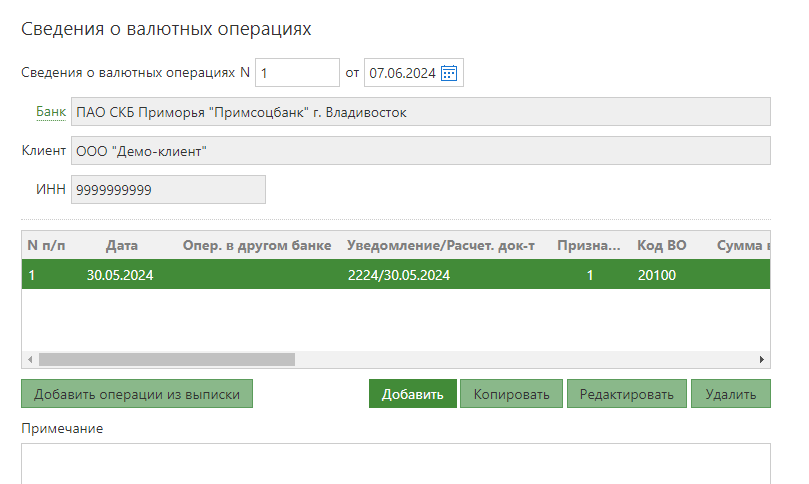 Сведения о валютных операциях
Сведения о валютных операциях N 1 от 07.06.2024
Банк ПАО СКБ Приморья "Примсоцбанк" г. Владивосток
Клиент ООО "Демо-клиент"
ИНН 9999999999
N п/п Дата Опер. в другом банке Уведомление/Расчет. док-т Призна... Код ВО Сумма в
1 30.05.2024 2224/30.05.2024 1 20100
Добавить операции из выписки Добавить Копировать Редактировать Удалить
Примечание